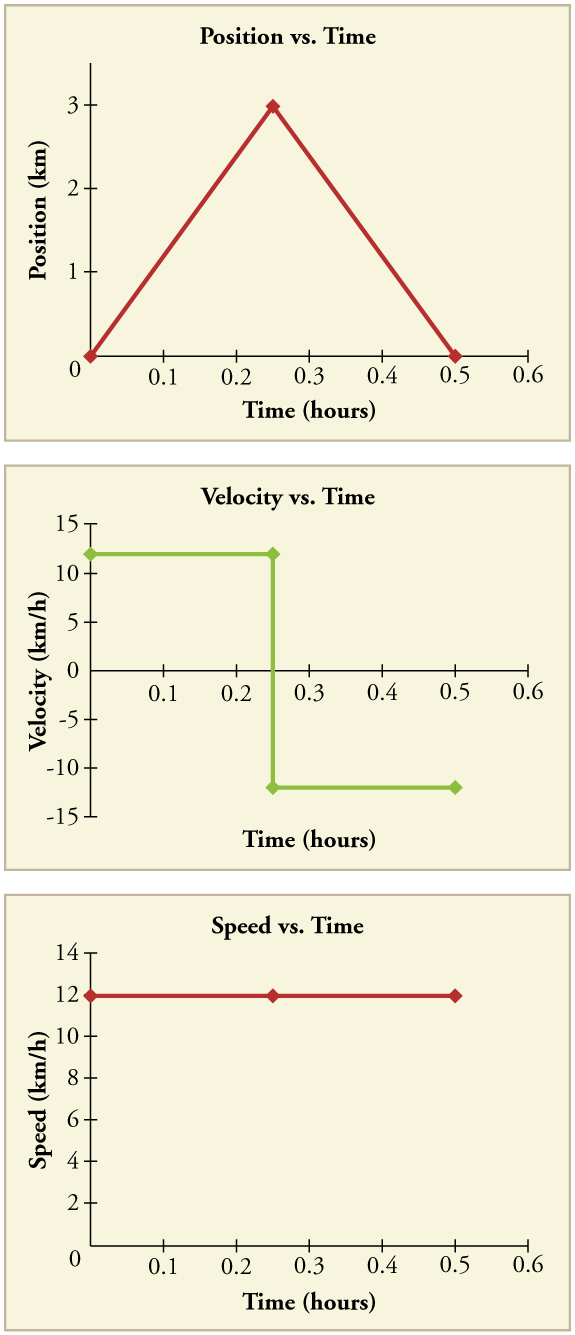 Position vs. Time
3
2
1
0
Position (km)
0.1 0.2 0.3 0.4 0.5 0.6
Time (hours)
Velocity vs. Time
15
10
5
0
-5
-10
-15
Velocity (km/h)
0.1 0.2 0.3 0.4 0.5 0.6
Time (hours)
Speed vs. Time
14
12
10
8
6
4
2
0
Speed (km/h)
0.1 0.2 0.3 0.4 0.5 0.6
Time (hours)